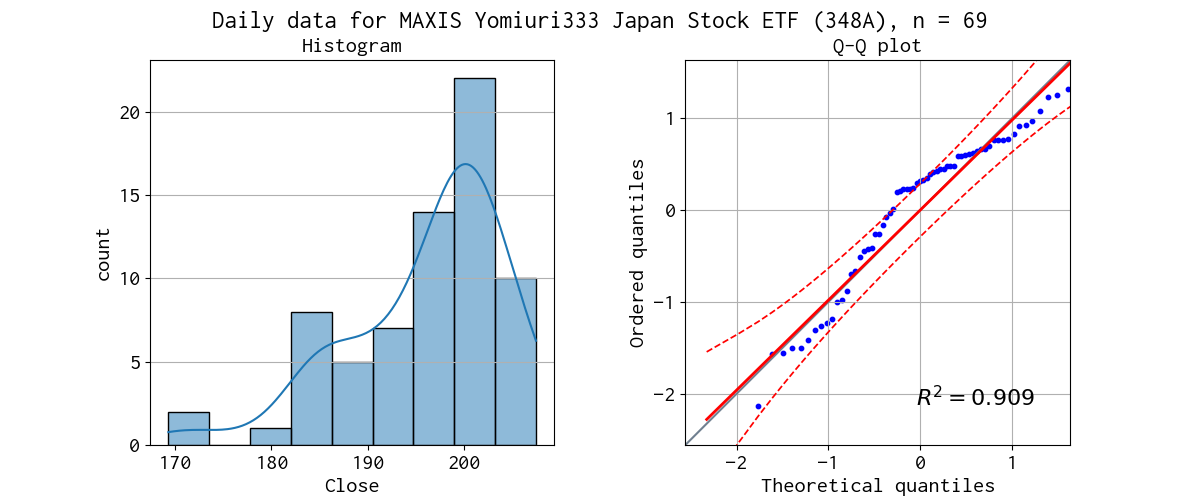 Daily data for MAXIS Yomiuri333 Japan Stock ETF (348A), n = 69
Histogram
Q-Q plot
20
15
10
5
0
170
180
190
200
count
Close
1
0
−1
−2
−2
−1
0
1
Ordered quantiles
Theoretical quantiles
R² = 0.909